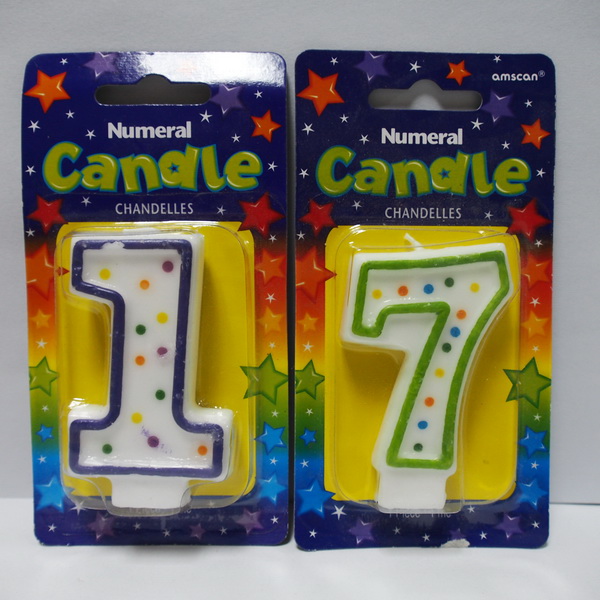 Numeral
Candle
CHANDELLES
1
amscan®
Numeral
Candle
CHANDELLES
7